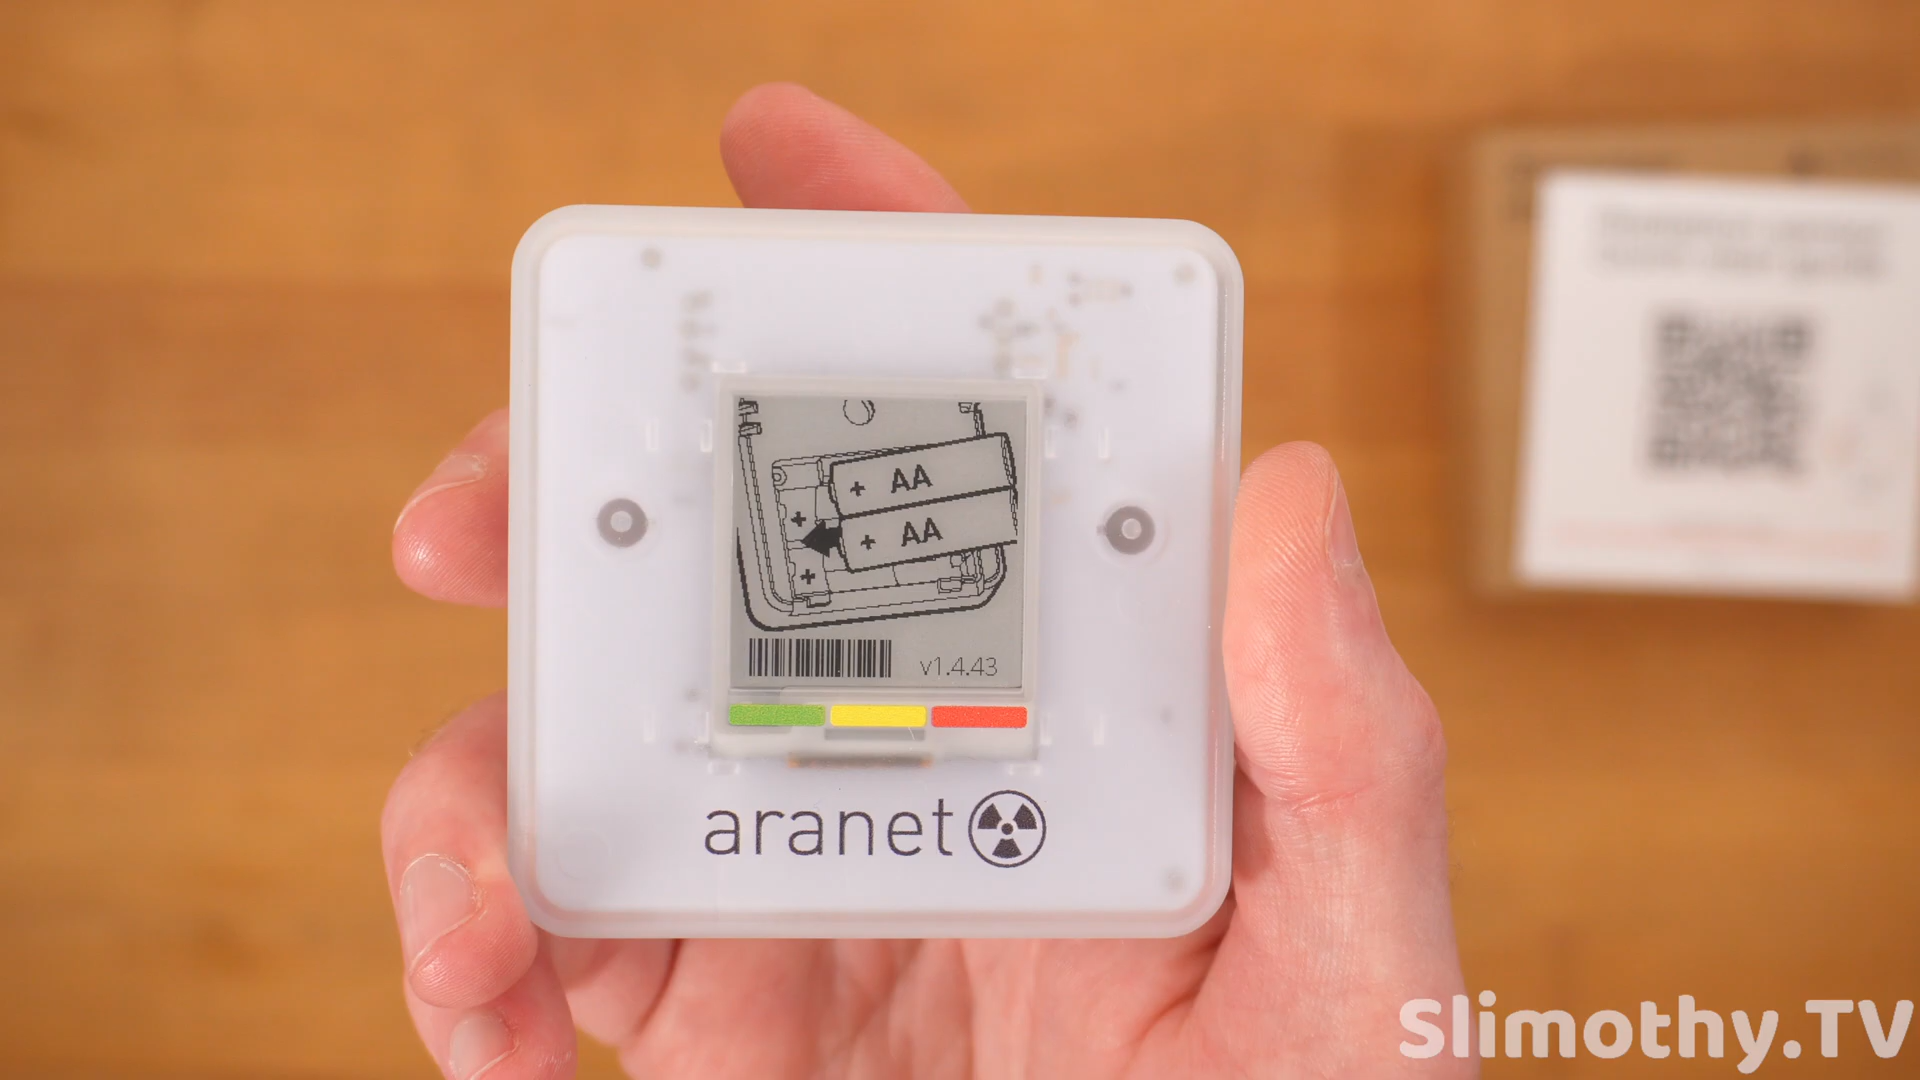 + AA
+ AA
+
+
v1.4.43
aranet
Slimothy.TV